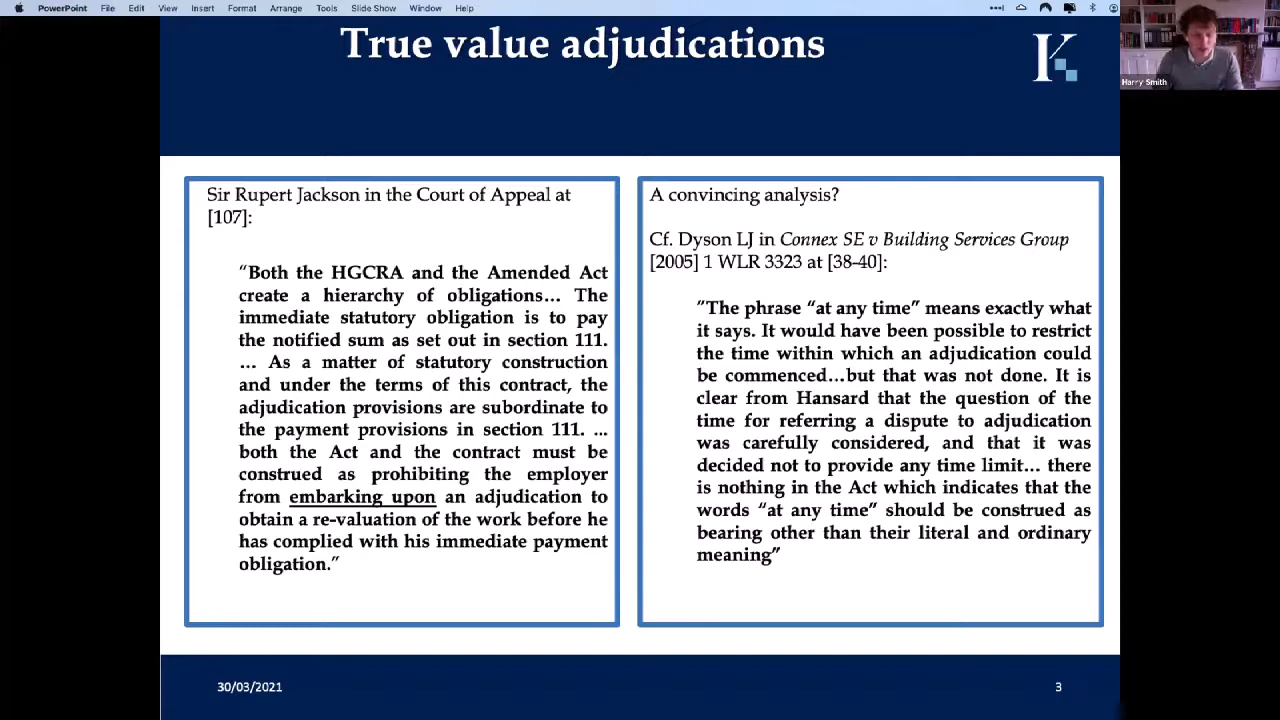 PowerPoint File Edit View Insert Format Arrange Tools Slide Show Window Help
True value adjudications
K
Harry Smith
Sir Rupert Jackson in the Court of Appeal at
[107]:
“Both the HGCRA and the Amended Act
create a hierarchy of obligations… The
immediate statutory obligation is to pay
the notified sum as set out in section 111.
… As a matter of statutory construction
and under the terms of this contract, the
adjudication provisions are subordinate to
the payment provisions in section 111. …
both the Act and the contract must be
construed as prohibiting the employer
from embarking upon an adjudication to
obtain a re-valuation of the work before he
has complied with his immediate payment
obligation.”
A convincing analysis?
Cf. Dyson LJ in Connex SE v Building Services Group
[2005] 1 WLR 3323 at [38-40]:
”The phrase “at any time” means exactly what
it says. It would have been possible to restrict
the time within which an adjudication could
be commenced…but that was not done. It is
clear from Hansard that the question of the
time for referring a dispute to adjudication
was carefully considered, and that it was
decided not to provide any time limit… there
is nothing in the Act which indicates that the
words “at any time” should be construed as
bearing other than their literal and ordinary
meaning”
30/03/2021
3